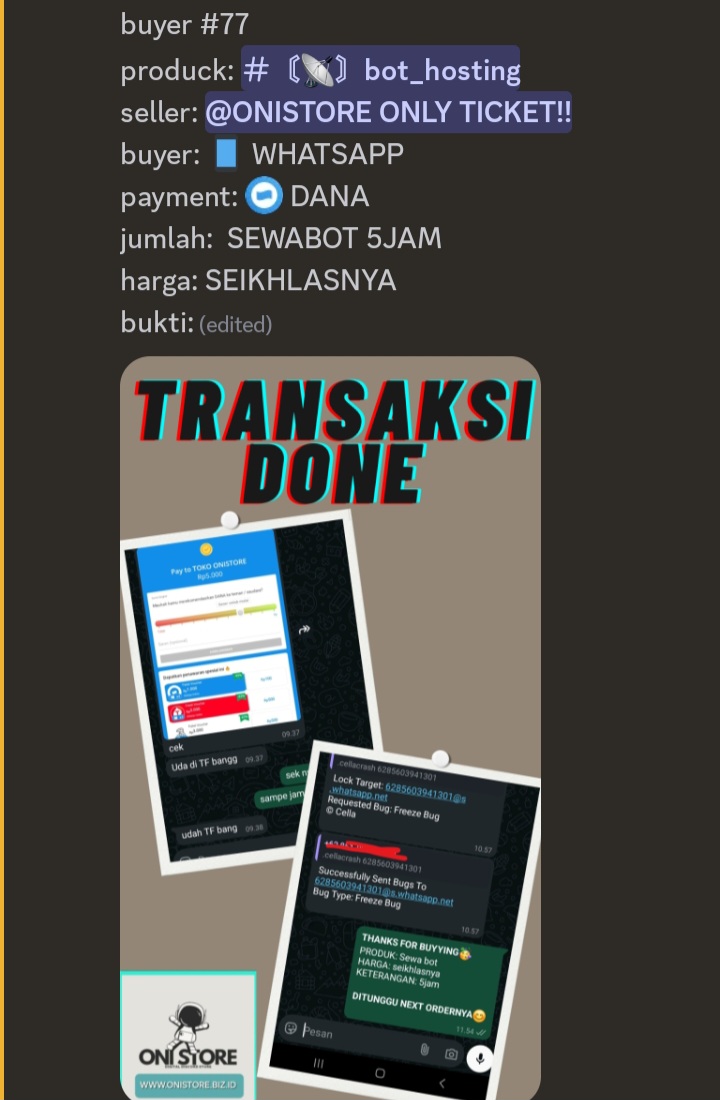 buyer #77
produck: # 〘📡〙bot_hosting
seller: @ONISTORE ONLY TICKET!!
buyer: WHATSAPP
payment: DANA
jumlah: SEWABOT 5JAM
harga: SEIKHLASNYA
bukti: (edited)
TRANSAKSI
DONE
Pay to TOKO ONISTORE
Rp5.000
cek
09.37
Uda di TF bangg 09.37
sek
sampe jam
udah TF bang 09.38
.cellacrash 6285603941301
Lock Target: 6285603941301@s
.whatsapp.net
Requested Bug: Freeze Bug
© Cella
10.57
.cellacrash 6285603941301
Successfully Sent Bugs To
6285603941301@s.whatsapp.net
Bug Type: Freeze Bug
10.57
THANKS FOR BUYYING🥳
PRODUK: Sewa bot
HARGA: seikhlasnya
KETERANGAN: 5jam
DITUNGGU NEXT ORDERNYA😊
11.54
Pesan
ONI STORE
WWW.ONISTORE.BIZ.ID